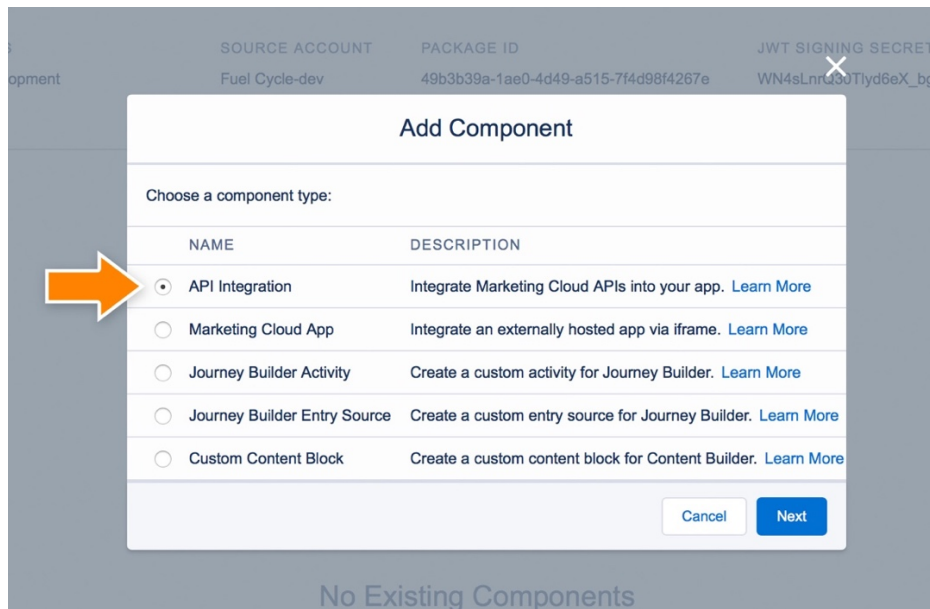 SOURCE ACCOUNT PACKAGE ID JWT SIGNING SECRET
opment Fuel Cycle-dev 49b3b39a-1ae0-4d49-a515-7f4d98f4267e
Add Component
Choose a component type:
NAME DESCRIPTION
API Integration Integrate Marketing Cloud APIs into your app. Learn More
Marketing Cloud App Integrate an externally hosted app via iframe. Learn More
Journey Builder Activity Create a custom activity for Journey Builder. Learn More
Journey Builder Entry Source Create a custom entry source for Journey Builder. Learn More
Custom Content Block Create a custom content block for Content Builder. Learn More
Cancel Next
No Existing Components